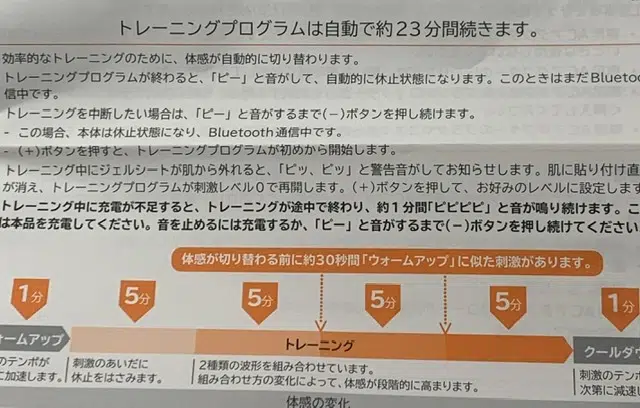 トレーニングプログラムは自動で約23分間続きます。
効率的なトレーニングのために、体感が自動的に切り替わります。
トレーニングプログラムが終わると、「ピー」と音がして、自動的に休止状態になります。このときはまだBluetoo
信中です。
トレーニングを中断したい場合は、「ピー」と音がするまで(−)ボタンを押し続けます。
- この場合、本体は休止状態になり、Bluetooth通信中です。
- (+)ボタンを押すと、トレーニングプログラムが初めから開始します。
トレーニング中にジェルシートが肌から外れると、「ピッ、ピッ」と警告音がしてお知らせします。肌に貼り付け直
が消え、トレーニングプログラムが刺激レベル0で再開します。(+)ボタンを押して、お好みのレベルに設定しま
トレーニング中に充電が不足すると、トレーニングが途中で終わり、約1分間「ピピピピ」と音が鳴り続けます。こ
は本品を充電してください。音を止めるには充電するか、「ピー」と音がするまで(−)ボタンを押し続けてください
体感が切り替わる前に約30秒間「ウォームアップ」に似た刺激があります。
1分
5分
5分
5分
5分
1分
ォームアップ
トレーニング
クールダウ
のテンポが
に加速します。
刺激のあいだに
休止をはさみます。
2種類の波形を組み合わせています。
組み合わせ方の変化によって、体感が段階的に高まります。
刺激のテン
次第に減速
体感の変化